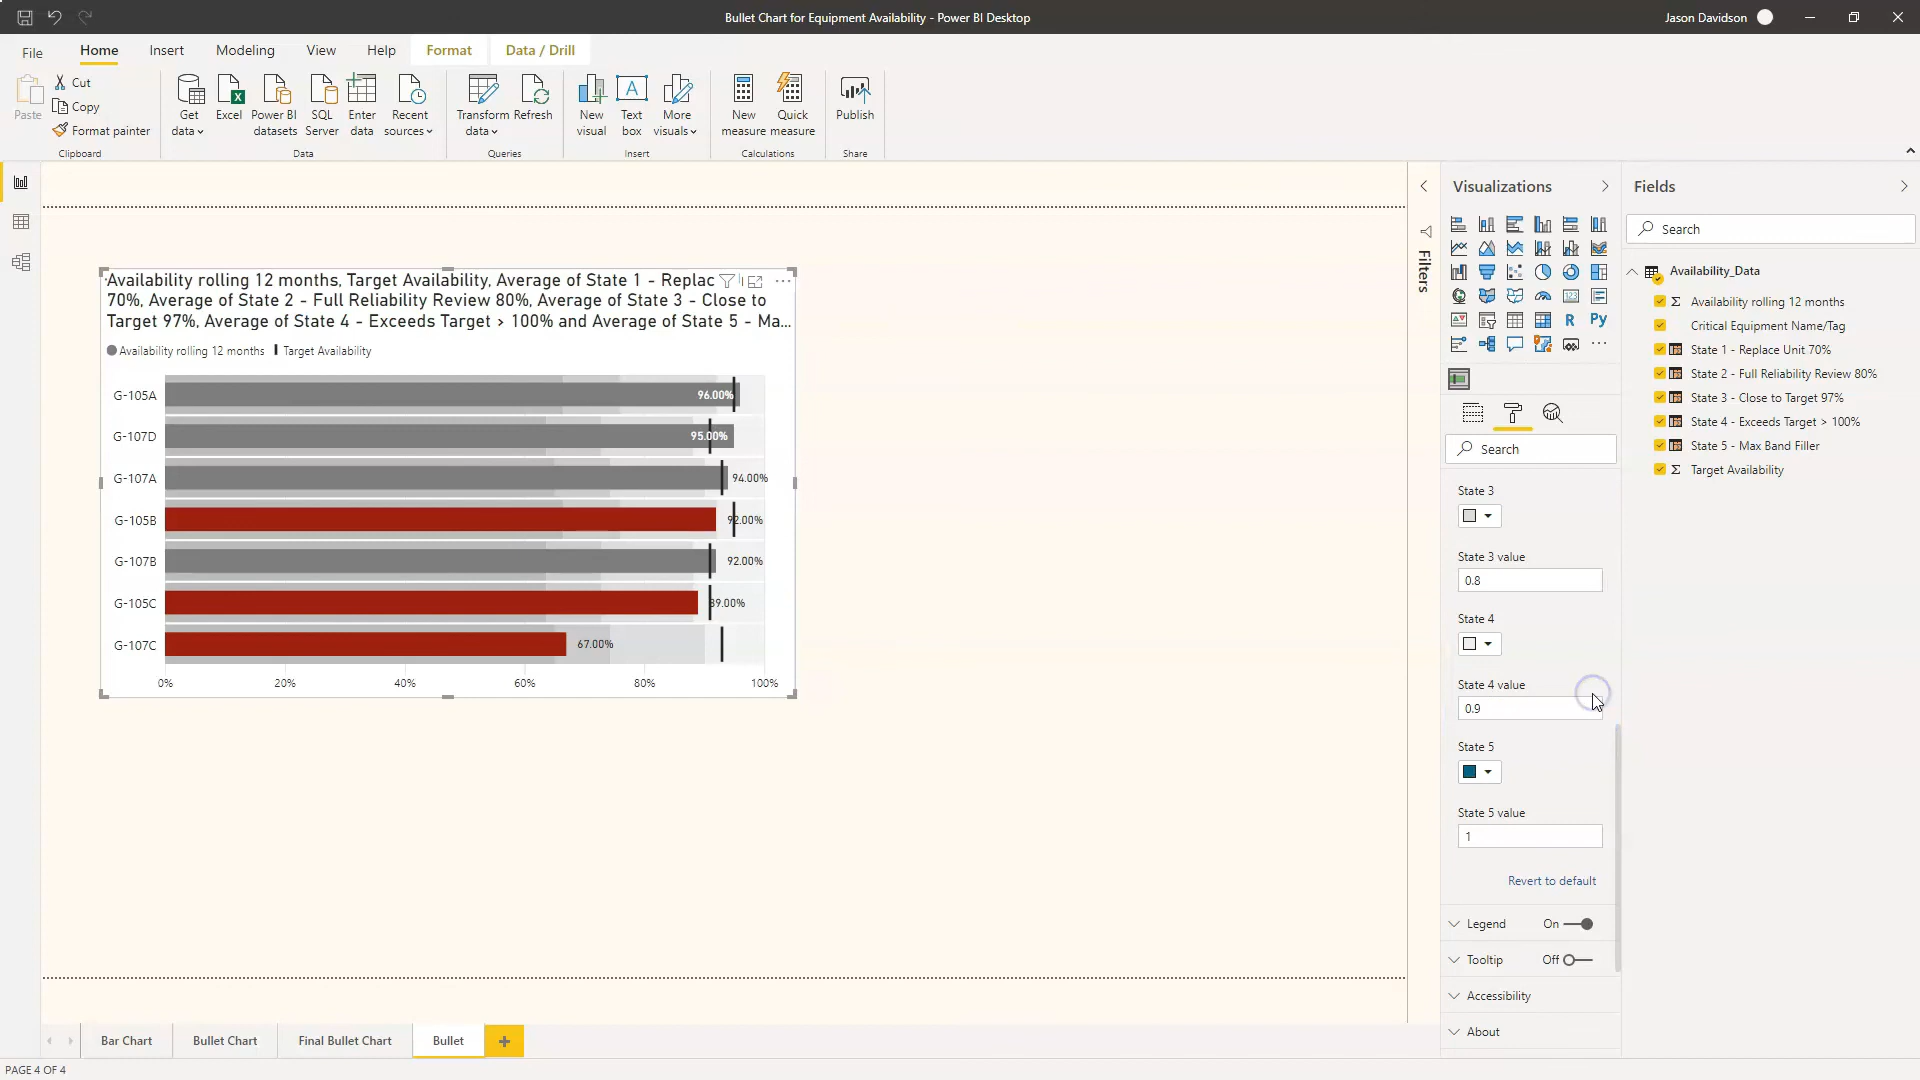 Bullet Chart for Equipment Availability - Power BI Desktop
Jason Davidson
File
Home
Insert
Modeling
View
Help
Format
Data / Drill
Paste
Cut
Copy
Format painter
Clipboard
Get data
Excel
Power BI datasets
SQL Server
Enter data
Recent sources
Data
Transform data
Refresh
Queries
New visual
Text box
More visuals
Insert
New measure
Quick measure
Calculations
Publish
Share
Availability rolling 12 months, Target Availability, Average of State 1 - Replac
70%, Average of State 2 - Full Reliability Review 80%, Average of State 3 - Close to
Target 97%, Average of State 4 - Exceeds Target > 100% and Average of State 5 - Ma...
Availability rolling 12 months
Target Availability
G-105A 96.00%
G-107D 95.00%
G-107A 94.00%
G-105B 92.00%
G-107B 92.00%
G-105C 89.00%
G-107C 67.00%
0% 20% 40% 60% 80% 100%
Filters
Visualizations
R
Py
Search
State 3
State 3 value
0.8
State 4
State 4 value
0.9
State 5
State 5 value
1
Revert to default
Legend On
Tooltip Off
Accessibility
About
Fields
Search
Availability_Data
Availability rolling 12 months
Critical Equipment Name/Tag
State 1 - Replace Unit 70%
State 2 - Full Reliability Review 80%
State 3 - Close to Target 97%
State 4 - Exceeds Target > 100%
State 5 - Max Band Filler
Target Availability
Bar Chart
Bullet Chart
Final Bullet Chart
Bullet
PAGE 4 OF 4